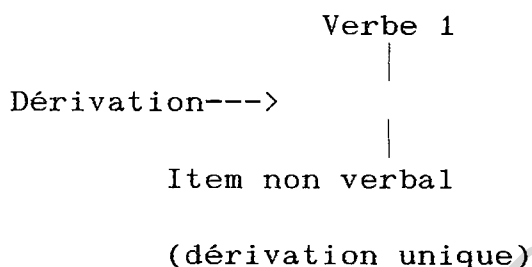 Verbe 1
Dérivation--->
Item non verbal
(dérivation unique)